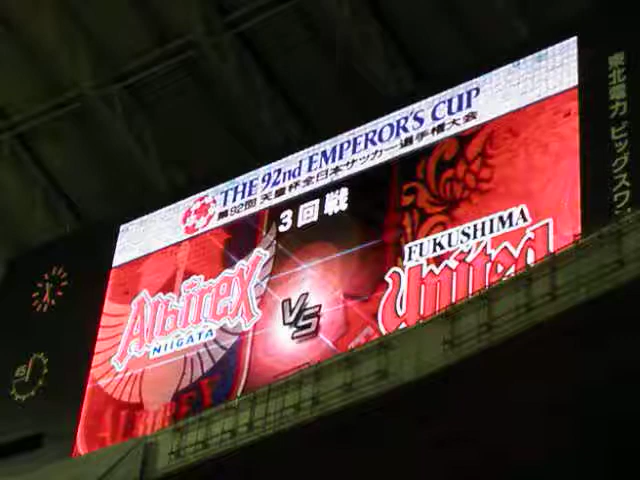 THE 92nd EMPEROR'S CUP
第92回 天皇杯全日本サッカー選手権大会
3回戦
ALBIREX
NIIGATA
VS
FUKUSHIMA
United
ALBIREX
東北電力 ビッグスワ
45